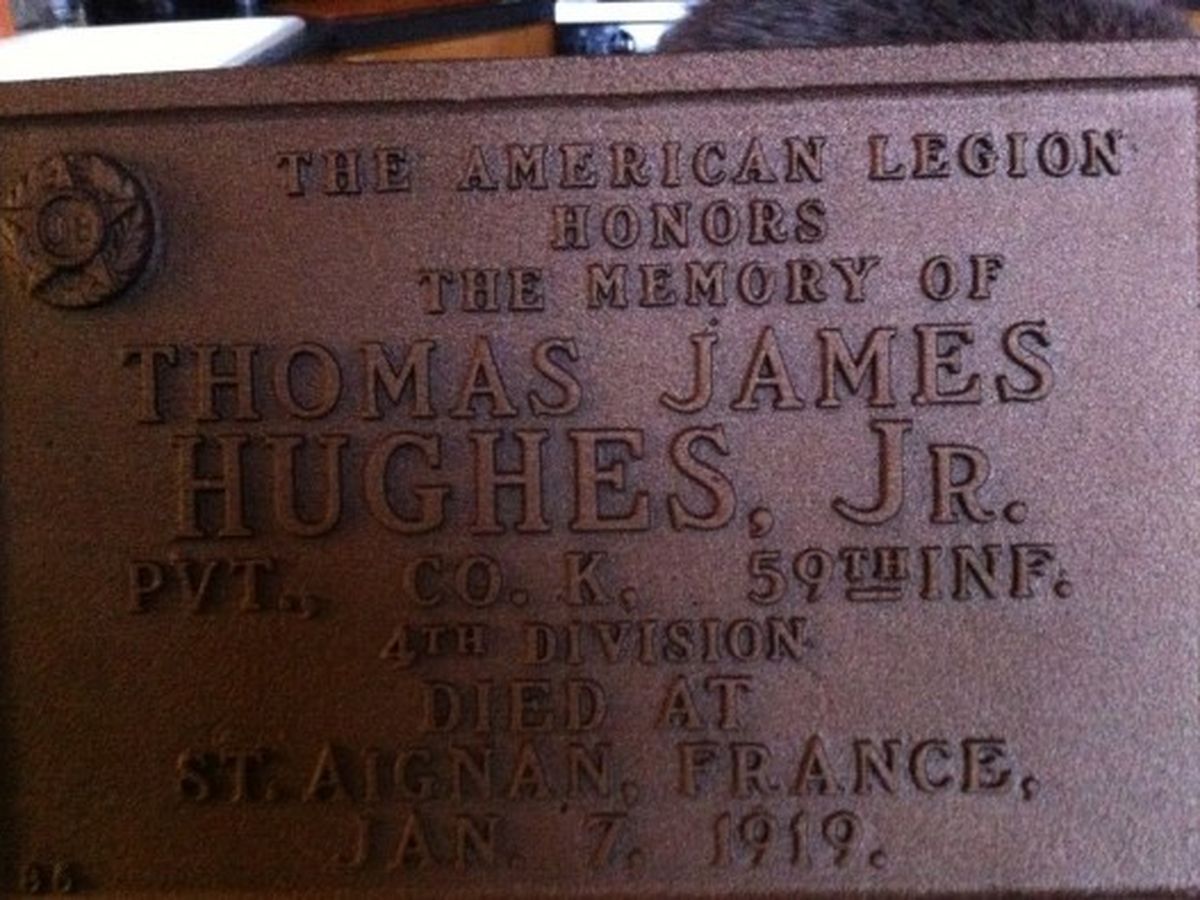 THE AMERICAN LEGION
HONORS
THE MEMORY OF
THOMAS JAMES
HUGHES, JR.
PVT., CO. K, 59TH INF.
4TH DIVISION
DIED AT
ST. AIGNAN, FRANCE,
JAN. 7, 1919.